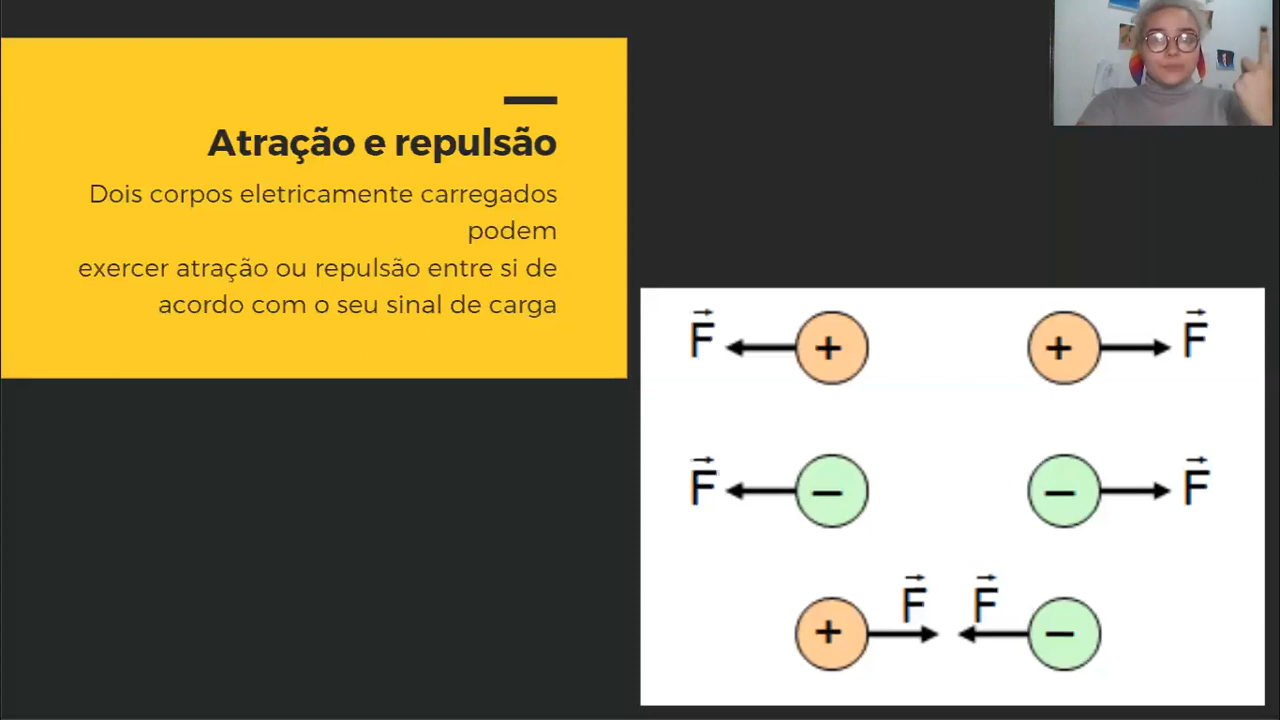 Atração e repulsão
Dois corpos eletricamente carregados
podem
exercer atração ou repulsão entre si de
acordo com o seu sinal de carga
F⃗ + + F⃗
F⃗ − − F⃗
+ F⃗ F⃗ −